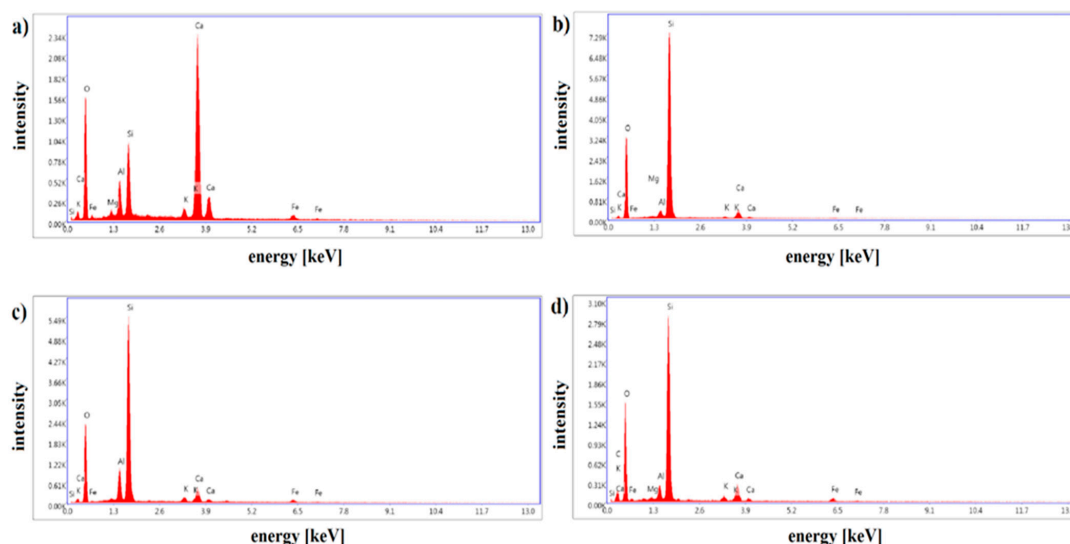 a)
Ca
2.34K
2.08K
1.82K
1.56K
1.30K
1.04K
0.78K
0.52K
0.26K
0.00K
O
Si
Al
Ca
K
Si
Fe
Mg
K
K
Ca
Fe
Fe
0.0 1.3 2.6 3.9 5.2 6.5 7.8 9.1 10.4 11.7 13.0
intensity
energy [keV]
b)
Si
7.29K
6.48K
5.67K
4.86K
4.05K
3.24K
2.43K
1.62K
0.81K
0.00K
O
Mg
Ca
K
Si
Fe
Al
K
K
Ca
Ca
Fe
Fe
0.0 1.3 2.6 3.9 5.2 6.5 7.8 9.1 10.4 11.7 13.
intensity
energy [keV]
c)
Si
5.49K
4.88K
4.27K
3.66K
3.05K
2.44K
1.83K
1.22K
0.61K
0.00K
O
Al
Ca
K
Si
Fe
K
K
Ca
Ca
Fe
Fe
0.0 1.3 2.6 3.9 5.2 6.5 7.8 9.1 10.4 11.7 13.0
intensity
energy [keV]
d)
Si
3.10K
2.79K
2.48K
2.17K
1.86K
1.55K
1.24K
0.93K
0.62K
0.31K
0.00K
O
C
K
Ca
Si
Fe
Mg
Al
K
K
Ca
Ca
Fe
Fe
0.0 1.3 2.6 3.9 5.2 6.5 7.8 9.1 10.4 11.7 13.
intensity
energy [keV]